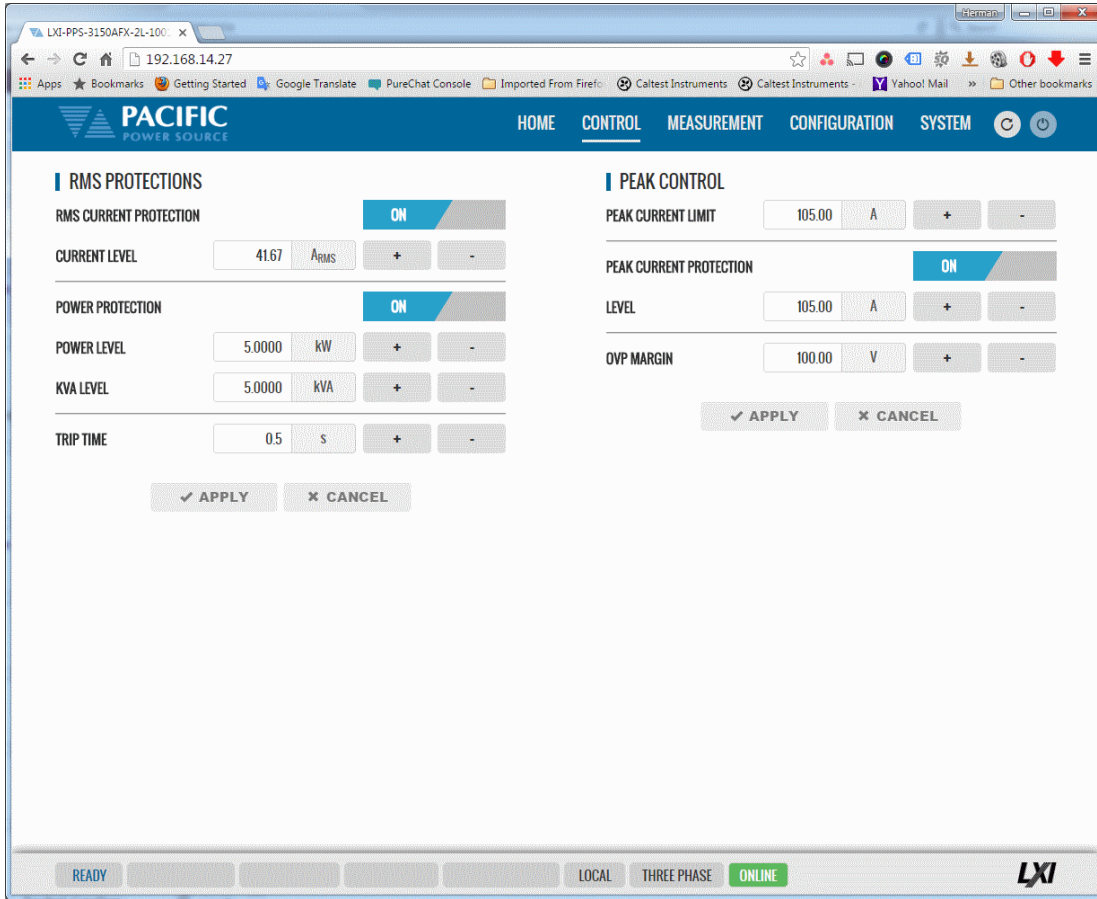 Herman
LXI-PPS-3150AFX-2L-100
192.168.14.27
Apps Bookmarks Getting Started Google Translate PureChat Console Imported From Firefo Caltest Instruments Caltest Instruments - Yahoo! Mail » Other bookmarks
PACIFIC
POWER SOURCE
HOME CONTROL MEASUREMENT CONFIGURATION SYSTEM
RMS PROTECTIONS
RMS CURRENT PROTECTION ON
CURRENT LEVEL 41.67 ARMS + -
POWER PROTECTION ON
POWER LEVEL 5.0000 kW + -
KVA LEVEL 5.0000 kVA + -
TRIP TIME 0.5 s + -
✔ APPLY ✖ CANCEL
PEAK CONTROL
PEAK CURRENT LIMIT 105.00 A + -
PEAK CURRENT PROTECTION ON
LEVEL 105.00 A + -
OVP MARGIN 100.00 V + -
✔ APPLY ✖ CANCEL
READY LOCAL THREE PHASE ONLINE LXI